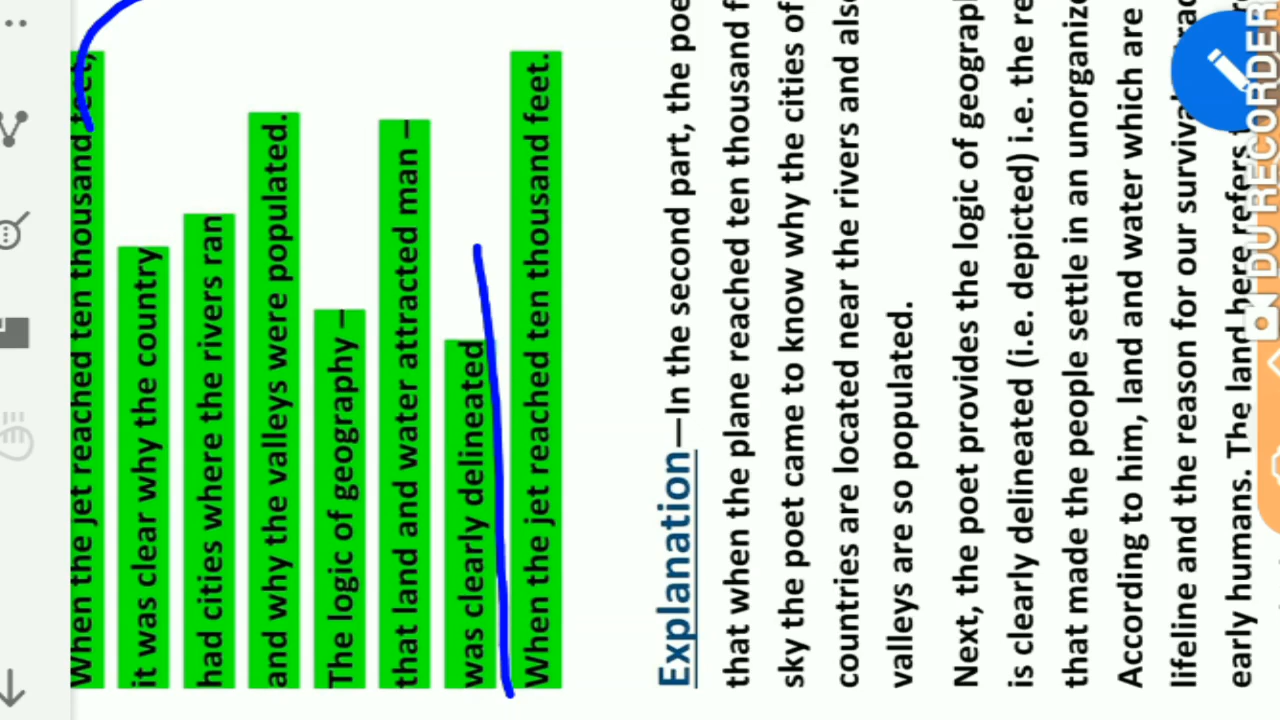 When the jet reached ten thousand feet,
it was clear why the country
had cities where the rivers ran
and why the valleys were populated.
The logic of geography –
that land and water attracted man –
was clearly delineated
When the jet reached ten thousand feet.
Explanation—In the second part, the poe
that when the plane reached ten thousand f
sky the poet came to know why the cities of
countries are located near the rivers and also
valleys are so populated.
Next, the poet provides the logic of geograph
is clearly delineated (i.e. depicted) i.e. the re
that made the people settle in an unorganize
According to him, land and water which are
lifeline and the reason for our survival
early humans. The land here refers
DU RECORDER